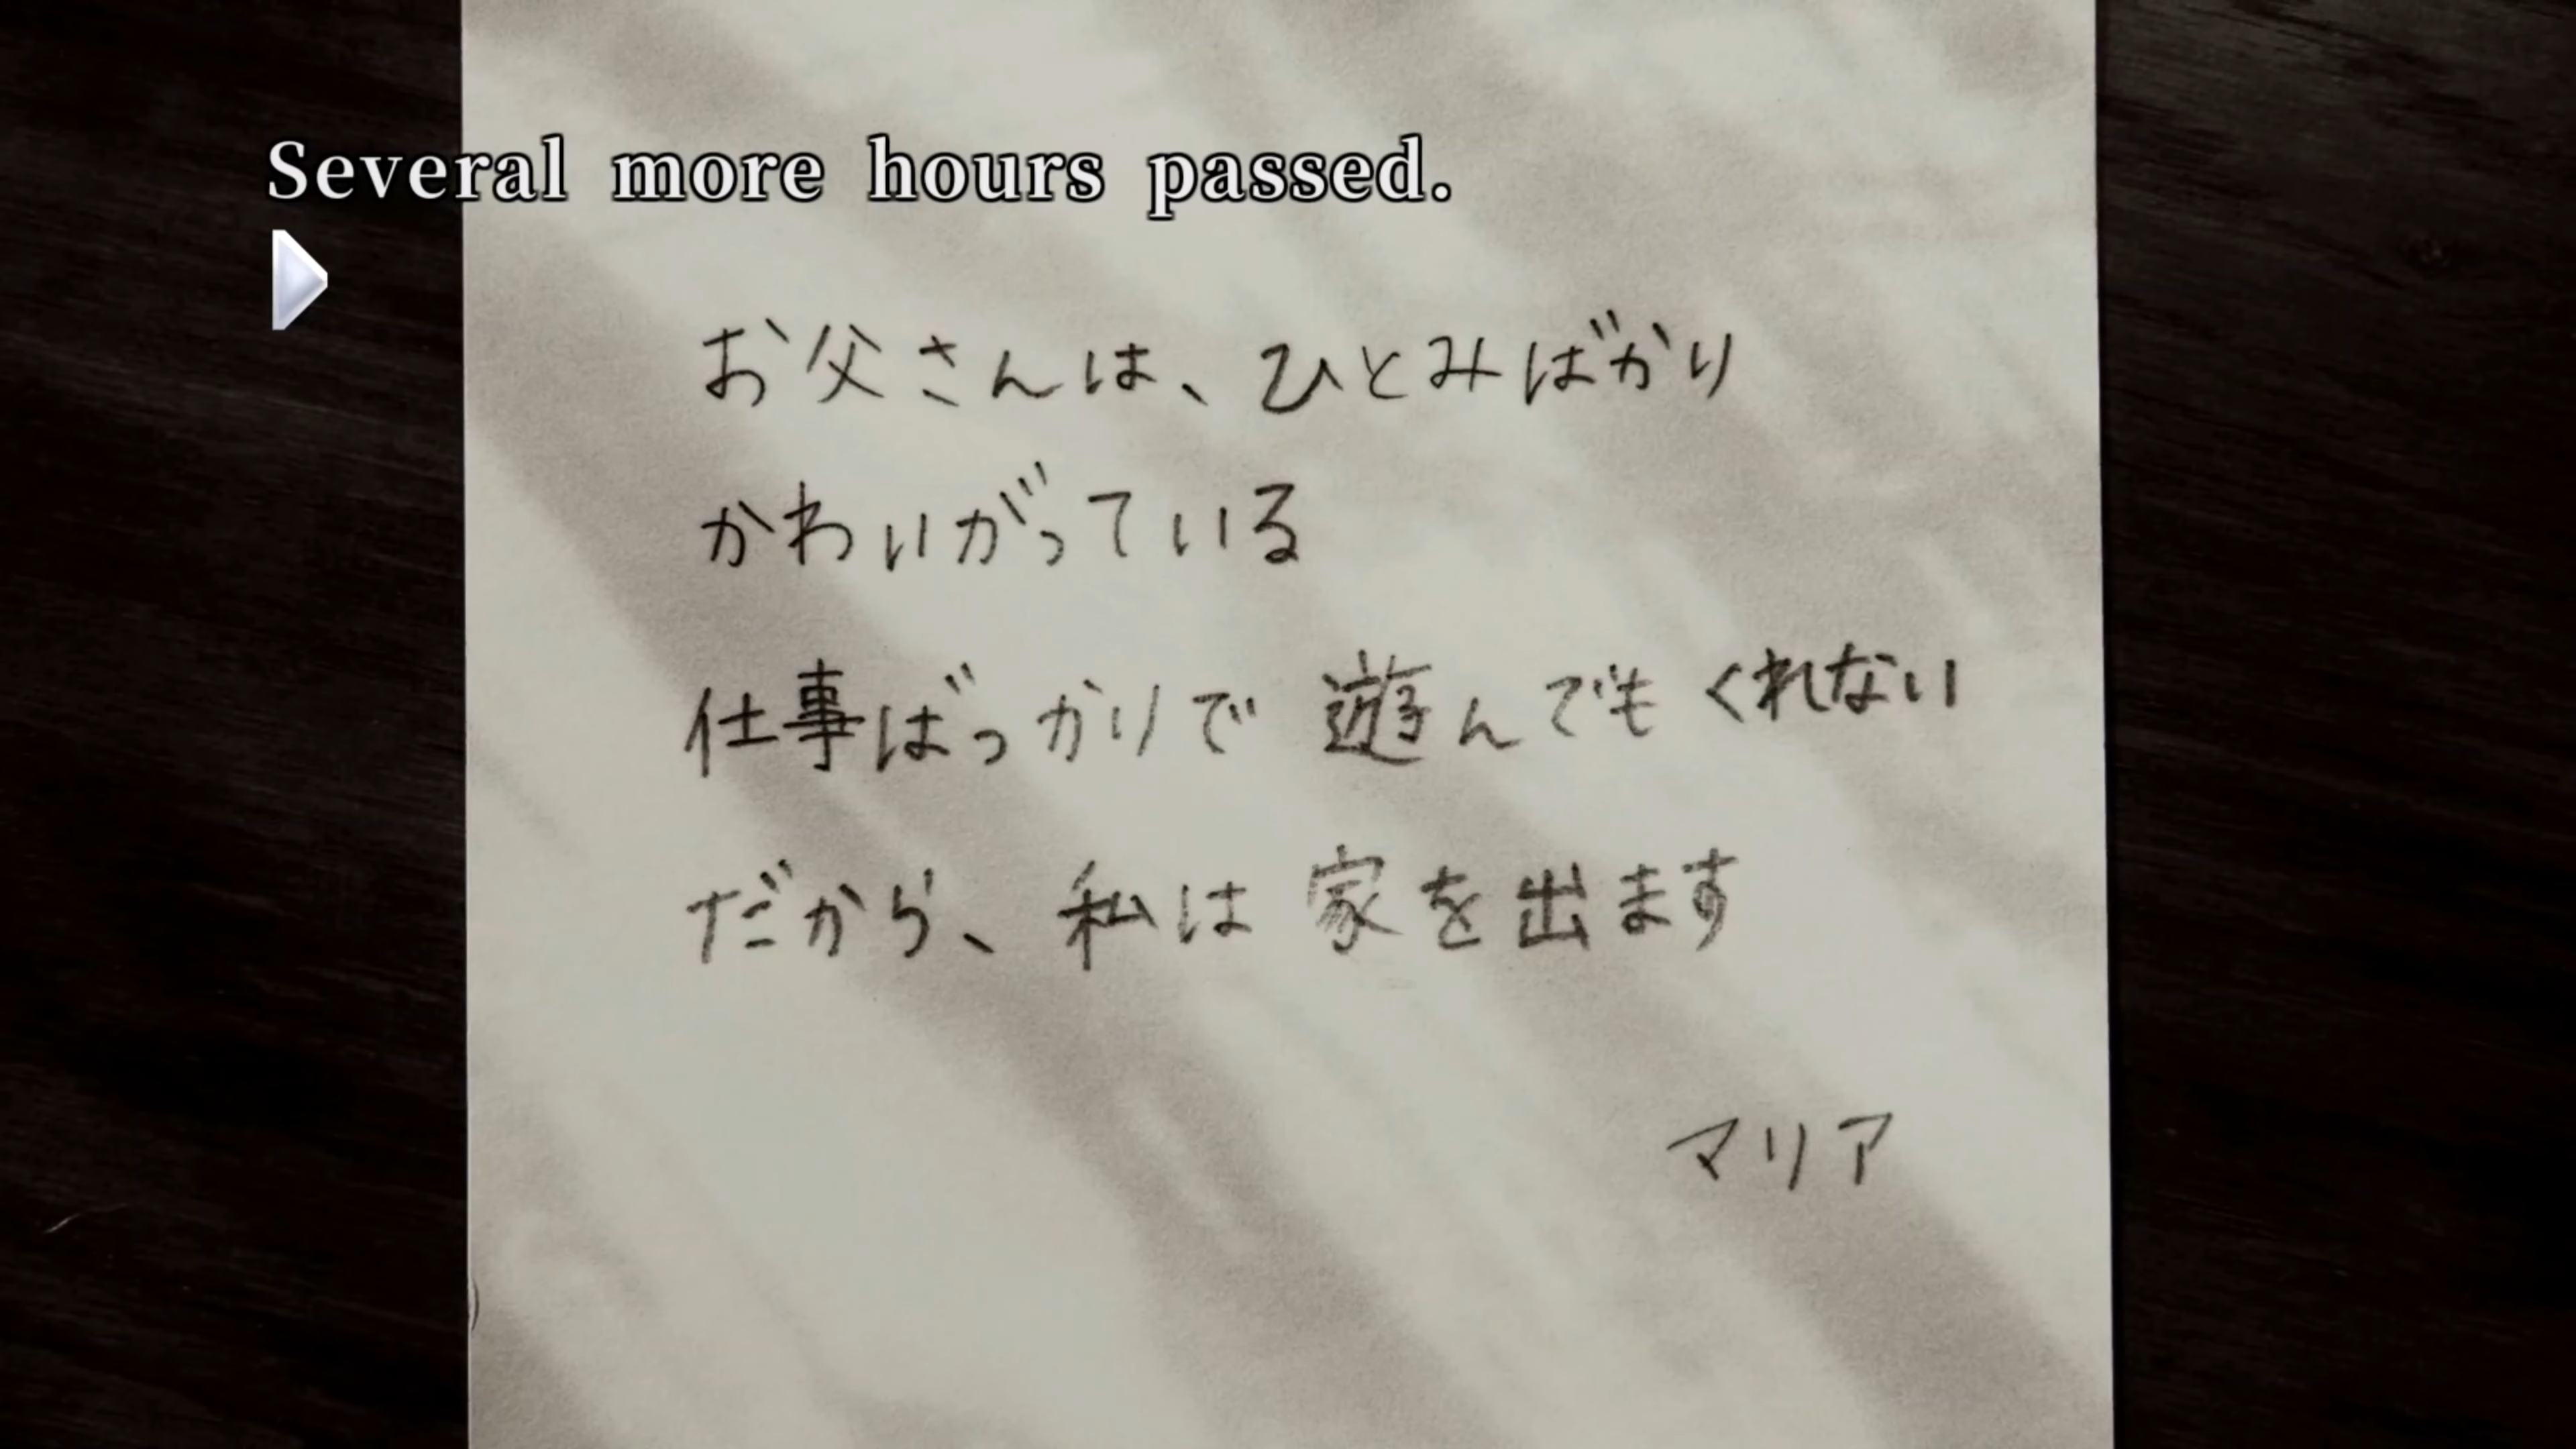 Several more hours passed.
お父さんは、ひとみばかり
かわいがっている
仕事ばっかりで 遊んでもくれない
だから、私は家を出ます
マリア